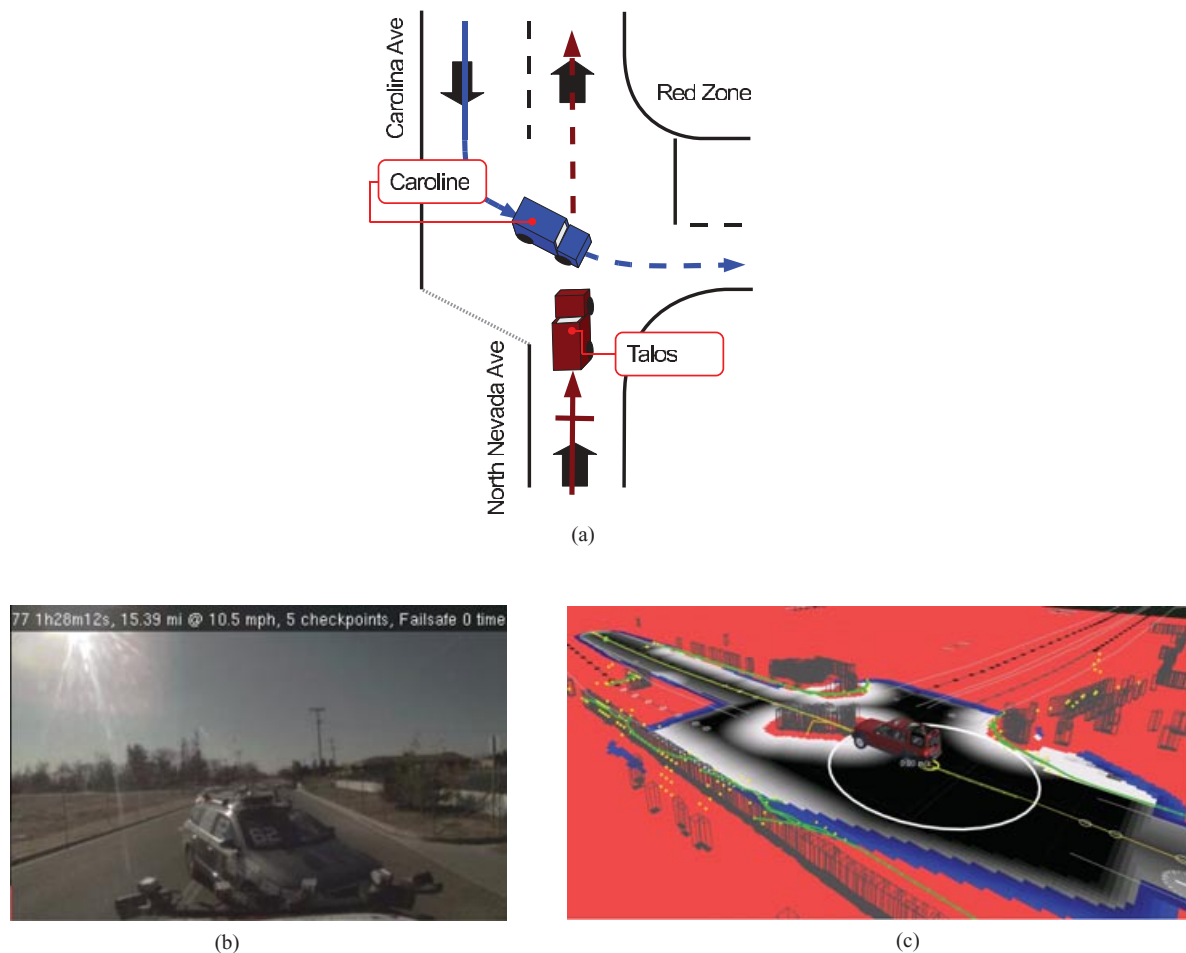 Carolina Ave
Red Zone
Caroline
Talos
North Nevada Ave
(a)
77 1h28m12s, 15.39 mi @ 10.5 mph, 5 checkpoints, Failsafe 0 time
62
(b)
(c)